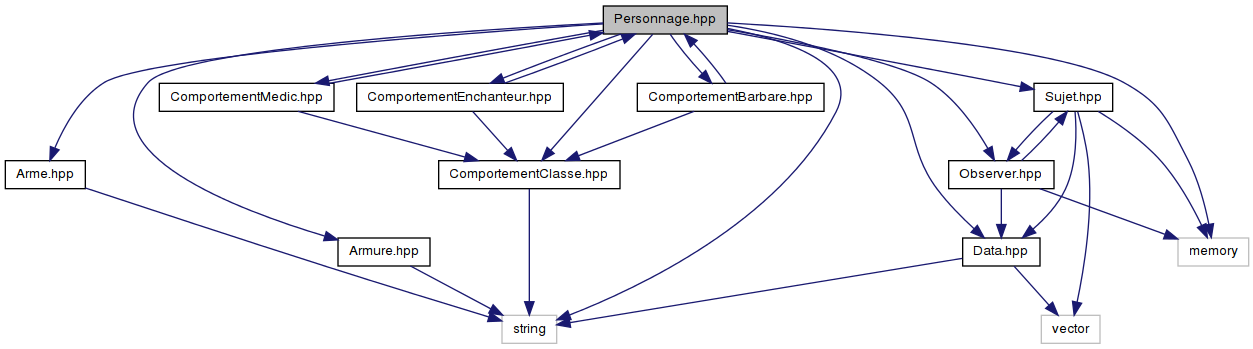 Personnage.hpp
ComportementMedic.hpp
ComportementEnchanteur.hpp
ComportementBarbare.hpp
Sujet.hpp
Arme.hpp
ComportementClasse.hpp
Observer.hpp
Armure.hpp
Data.hpp
memory
string
vector